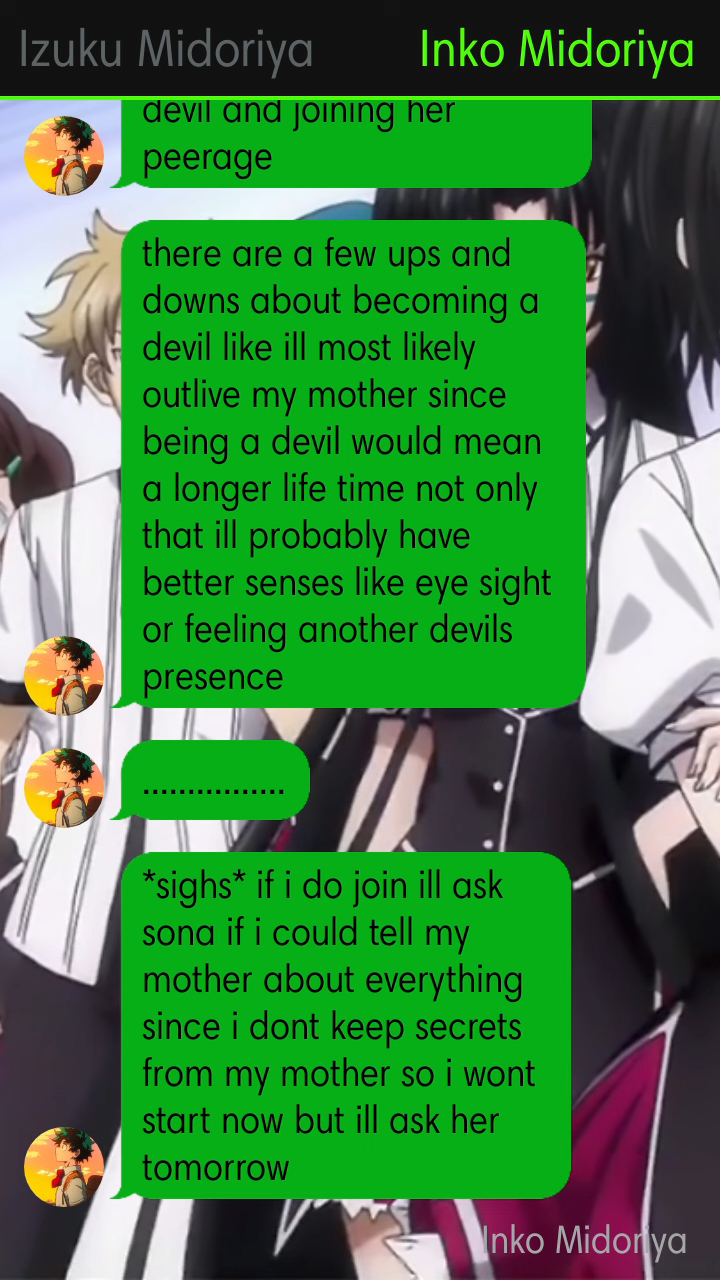 Izuku Midoriya
Inko Midoriya
devil and joining her
peerage
there are a few ups and
downs about becoming a
devil like ill most likely
outlive my mother since
being a devil would mean
a longer life time not only
that ill probably have
better senses like eye sight
or feeling another devils
presence
................
*sighs* if i do join ill ask
sona if i could tell my
mother about everything
since i dont keep secrets
from my mother so i wont
start now but ill ask her
tomorrow
Inko Midoriya